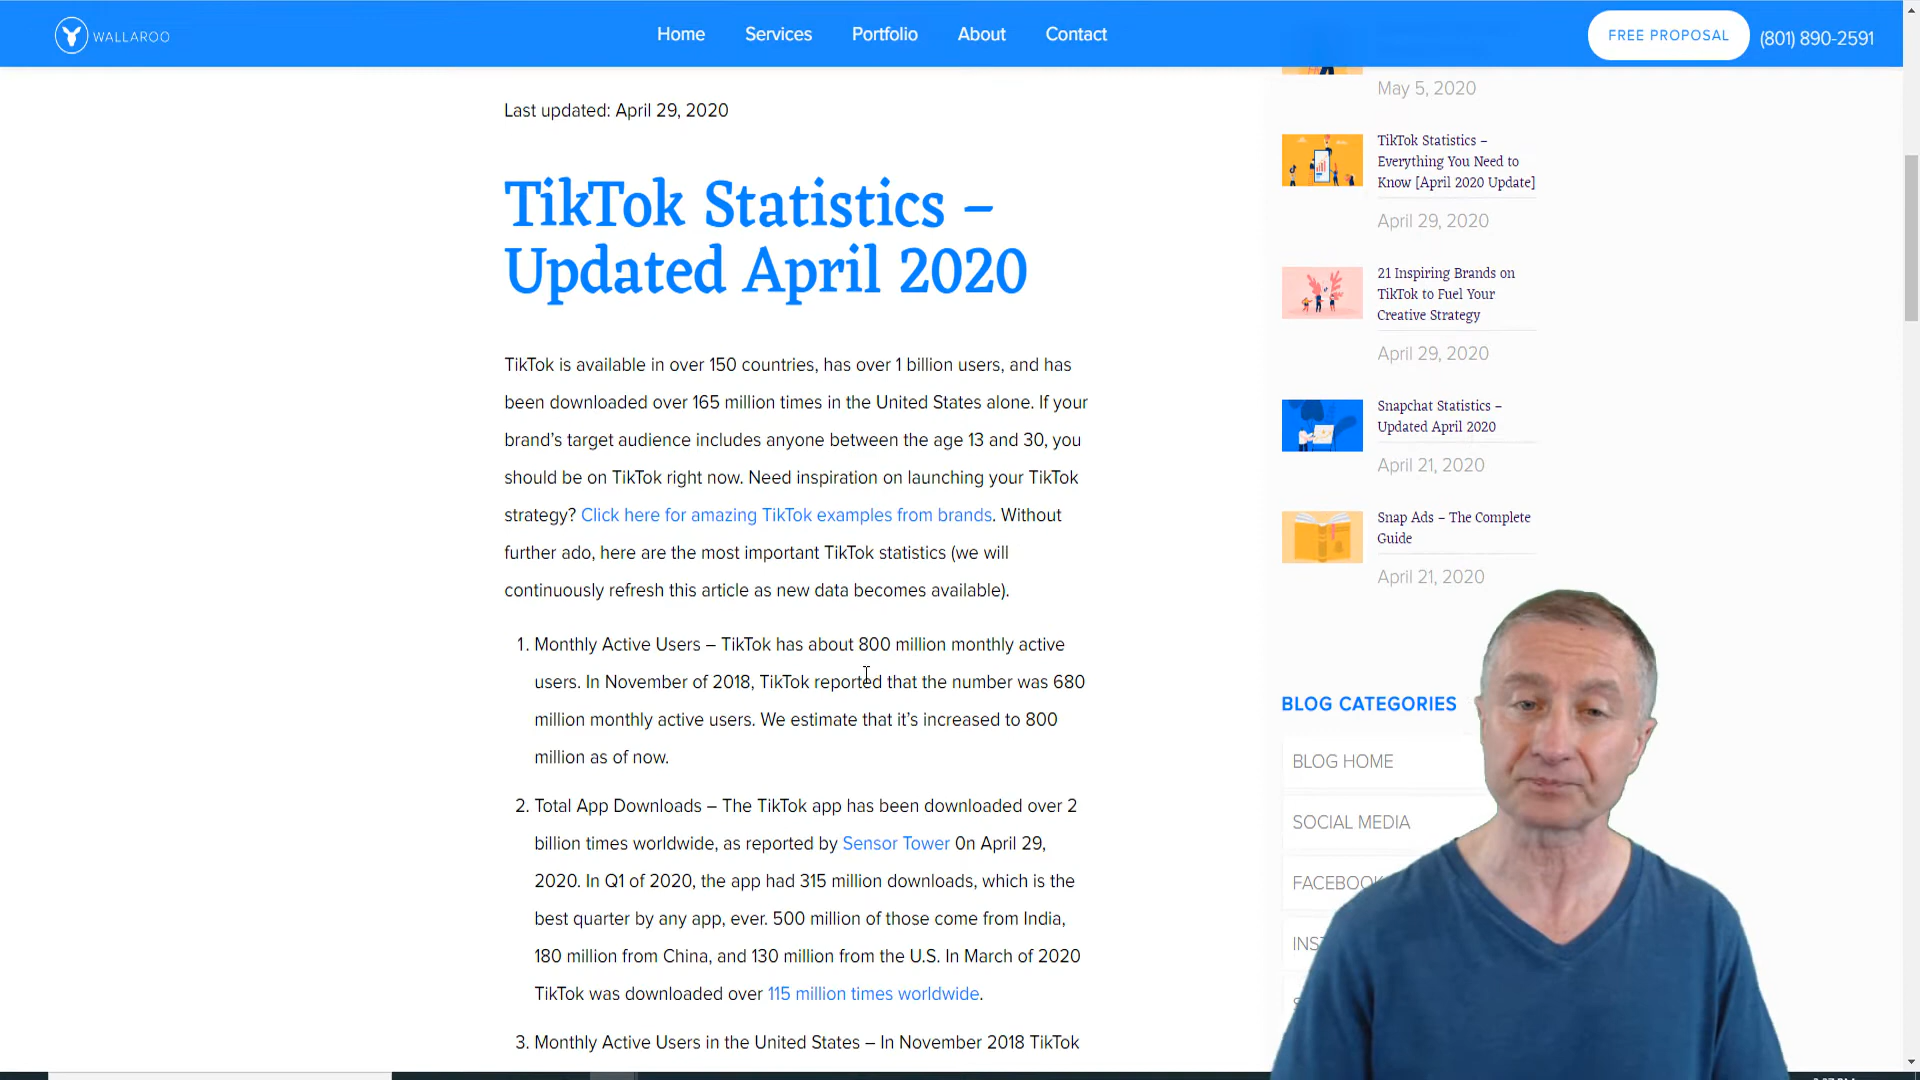 WALLAROO
Home
Services
Portfolio
About
Contact
FREE PROPOSAL
(801) 890-2591
Last updated: April 29, 2020
TikTok Statistics –
Updated April 2020
TikTok is available in over 150 countries, has over 1 billion users, and has
been downloaded over 165 million times in the United States alone. If your
brand’s target audience includes anyone between the age 13 and 30, you
should be on TikTok right now. Need inspiration on launching your TikTok
strategy? Click here for amazing TikTok examples from brands. Without
further ado, here are the most important TikTok statistics (we will
continuously refresh this article as new data becomes available).
1. Monthly Active Users – TikTok has about 800 million monthly active
users. In November of 2018, TikTok reported that the number was 680
million monthly active users. We estimate that it’s increased to 800
million as of now.
2. Total App Downloads – The TikTok app has been downloaded over 2
billion times worldwide, as reported by Sensor Tower 0n April 29,
2020. In Q1 of 2020, the app had 315 million downloads, which is the
best quarter by any app, ever. 500 million of those come from India,
180 million from China, and 130 million from the U.S. In March of 2020
TikTok was downloaded over 115 million times worldwide.
3. Monthly Active Users in the United States – In November 2018 TikTok
May 5, 2020
TikTok Statistics –
Everything You Need to
Know [April 2020 Update]
April 29, 2020
21 Inspiring Brands on
TikTok to Fuel Your
Creative Strategy
April 29, 2020
Snapchat Statistics –
Updated April 2020
April 21, 2020
Snap Ads – The Complete
Guide
April 21, 2020
BLOG CATEGORIES
BLOG HOME
SOCIAL MEDIA
FACEBOOK